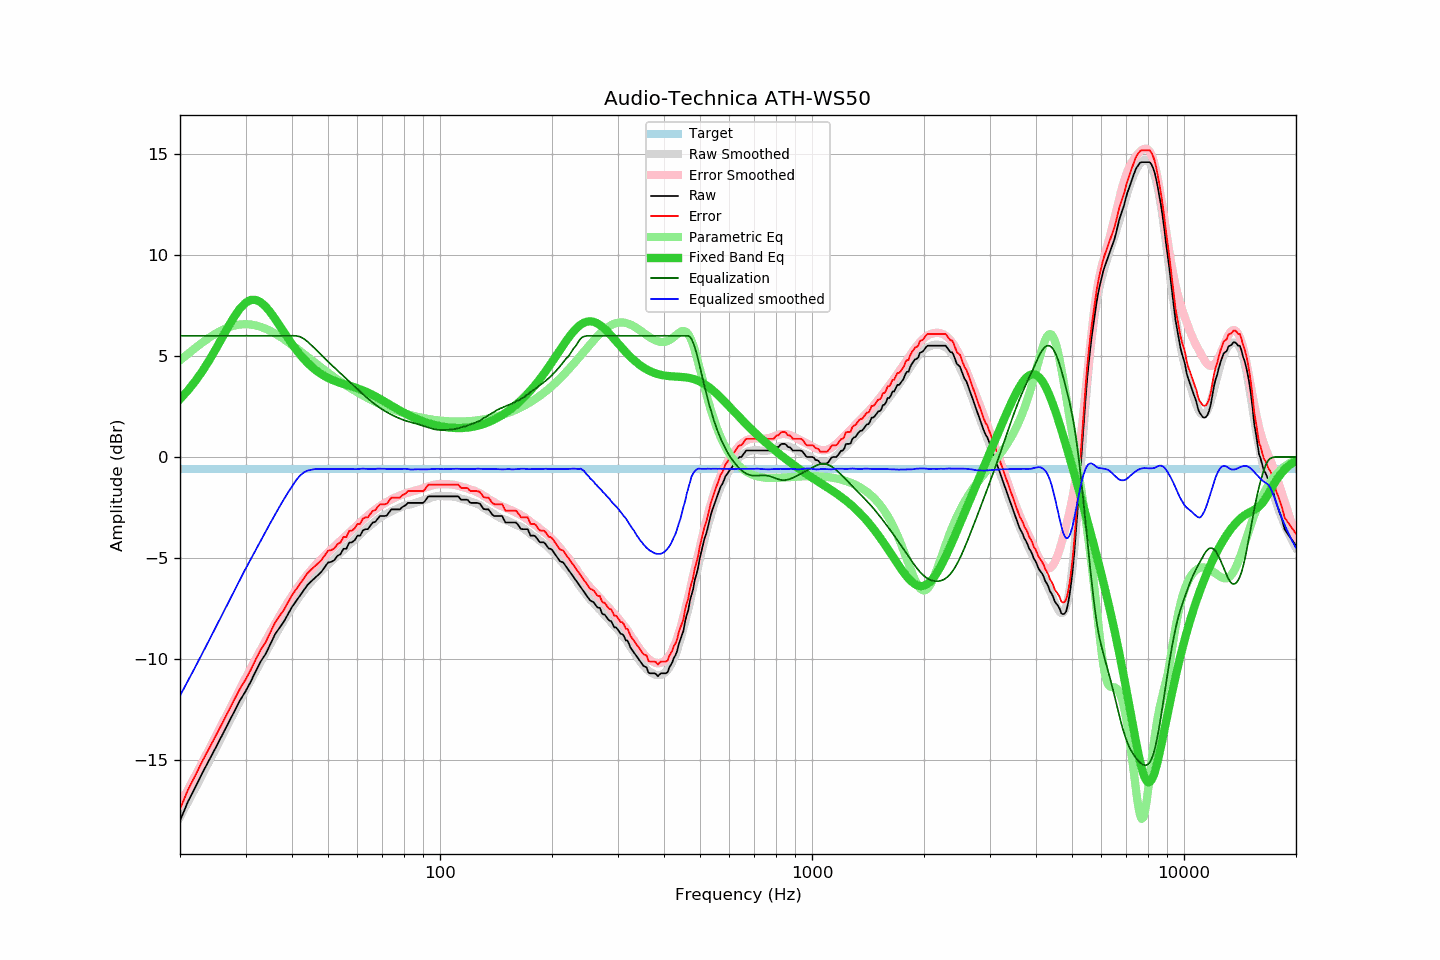 Audio-Technica ATH-WS50
Target
Raw Smoothed
Error Smoothed
Raw
Error
Parametric Eq
Fixed Band Eq
Equalization
Equalized smoothed
15
10
5
0
−5
−10
−15
Amplitude (dBr)
100
1000
10000
Frequency (Hz)